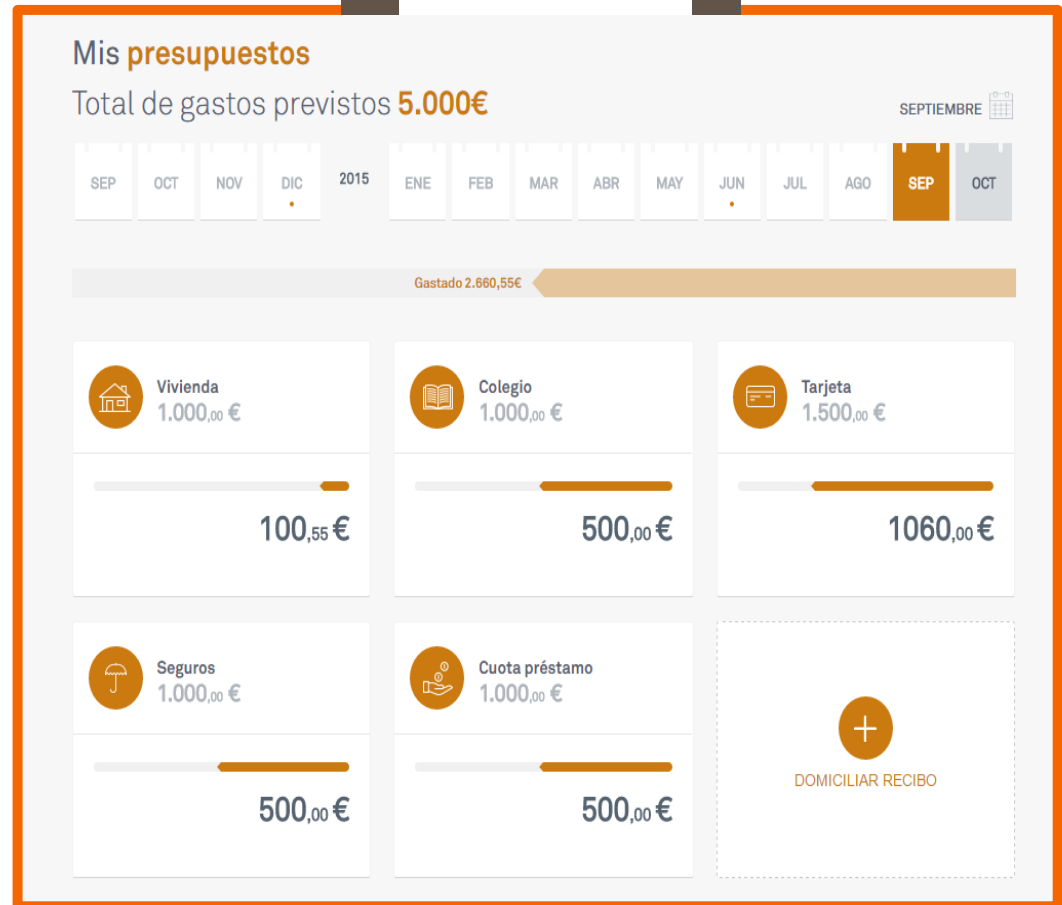 Mis presupuestos
Total de gastos previstos 5.000€
SEPTIEMBRE
SEP OCT NOV DIC 2015 ENE FEB MAR ABR MAY JUN JUL AGO SEP OCT
Gastado 2.660,55€
Vivienda
1.000,00 €
100,55 €
Colegio
1.000,00 €
500,00 €
Tarjeta
1.500,00 €
1060,00 €
Seguros
1.000,00 €
500,00 €
Cuota préstamo
1.000,00 €
500,00 €
DOMICILIAR RECIBO